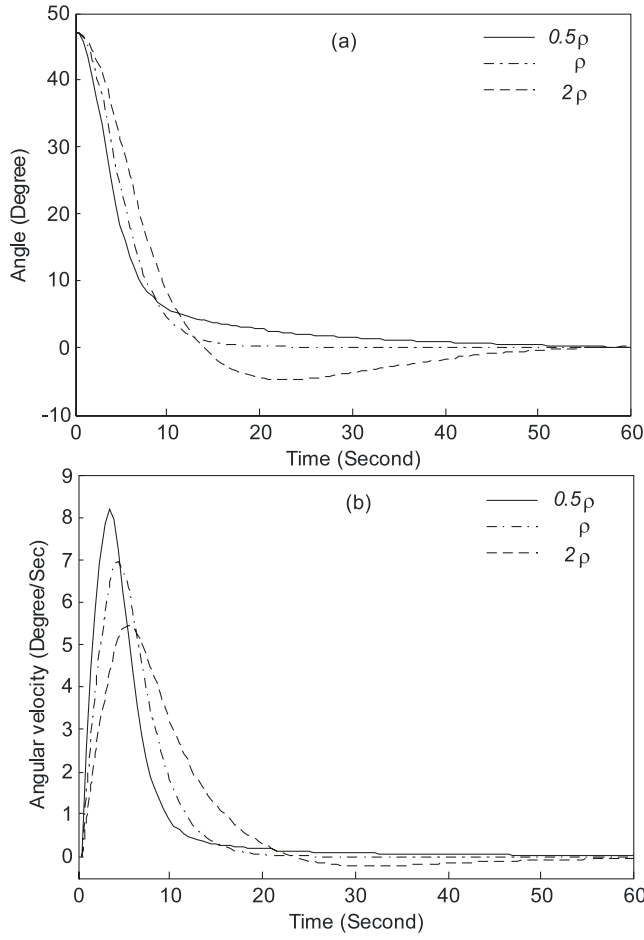 50
(a)
0.5ρ
ρ
2ρ
40
30
20
10
0
-10
Angle (Degree)
0 10 20 30 40 50 60
Time (Second)
9
(b)
0.5ρ
ρ
2ρ
8
7
6
5
4
3
2
1
0
Angular velocity (Degree/Sec)
0 10 20 30 40 50 60
Time (Second)